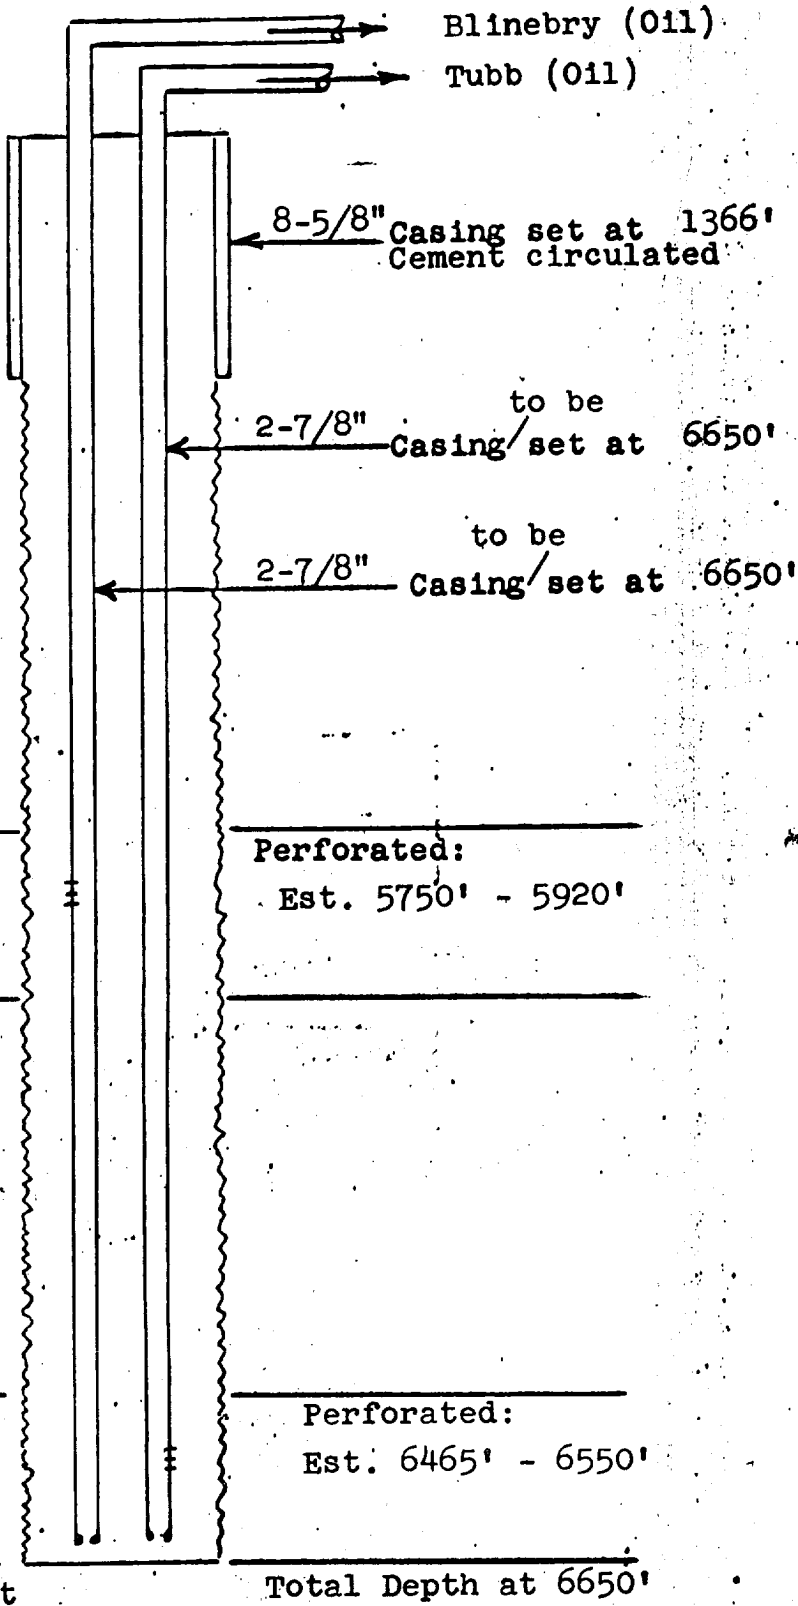 Blinebry (Oil)
Tubb (Oil)
8-5/8" Casing set at 1366'
Cement circulated
to be
2-7/8" Casing/set at 6650'
to be
2-7/8" Casing/set at 6650'
Perforated:
Est. 5750' - 5920'
Perforated:
Est. 6465' - 6550'
t Total Depth at 6650'